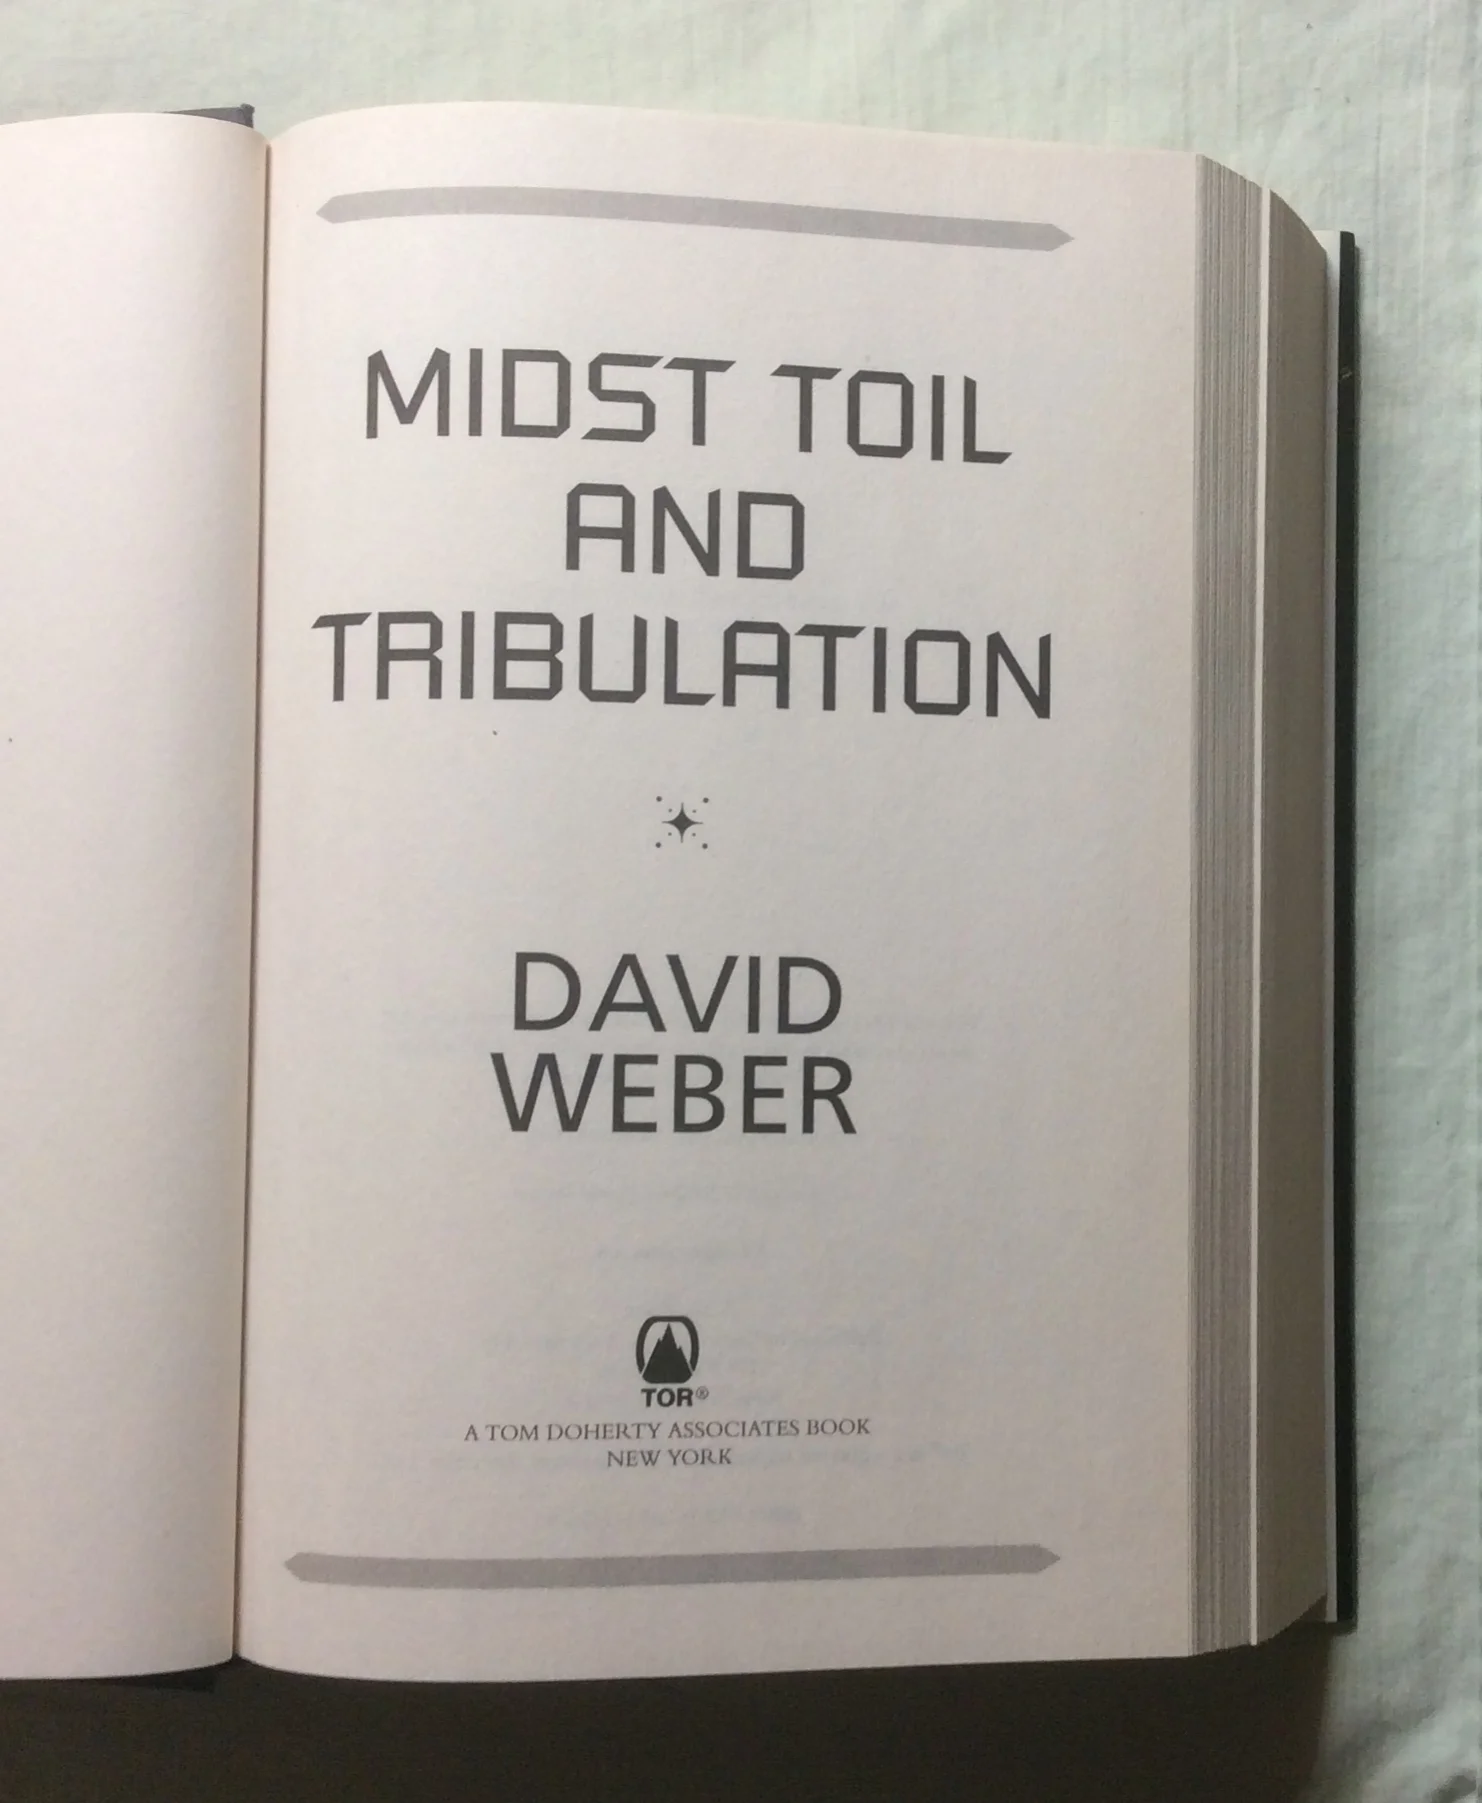 MIDST TOIL
AND
TRIBULATION
DAVID
WEBER
TOR®
A TOM DOHERTY ASSOCIATES BOOK
NEW YORK